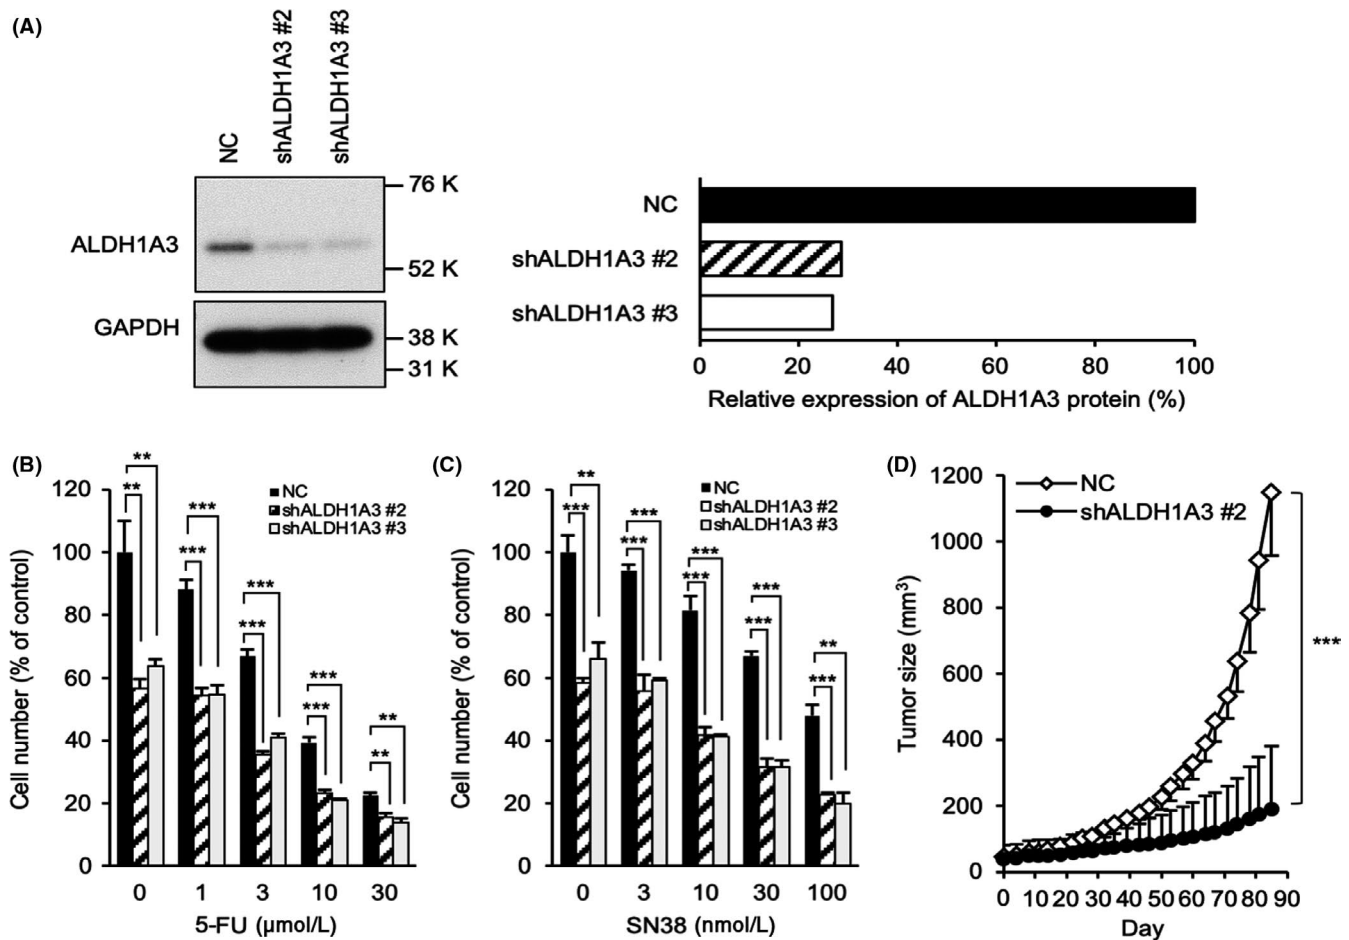 (A)
NC
shALDH1A3 #2
shALDH1A3 #3
ALDH1A3
76 K
52 K
GAPDH
38 K
31 K
NC
shALDH1A3 #2
shALDH1A3 #3
0 20 40 60 80 100
Relative expression of ALDH1A3 protein (%)
(B)
Cell number (% of control)
120
100
80
60
40
20
0
NC
shALDH1A3 #2
shALDH1A3 #3
** **
*** ***
*** ***
*** ***
** **
0 1 3 10 30
5-FU (µmol/L)
(C)
Cell number (% of control)
120
100
80
60
40
20
0
NC
shALDH1A3 #2
shALDH1A3 #3
*** **
*** ***
*** ***
*** ***
*** **
0 3 10 30 100
SN38 (nmol/L)
(D)
Tumor size (mm³)
1200
1000
800
600
400
200
0
NC
shALDH1A3 #2
***
0 10 20 30 40 50 60 70 80 90
Day